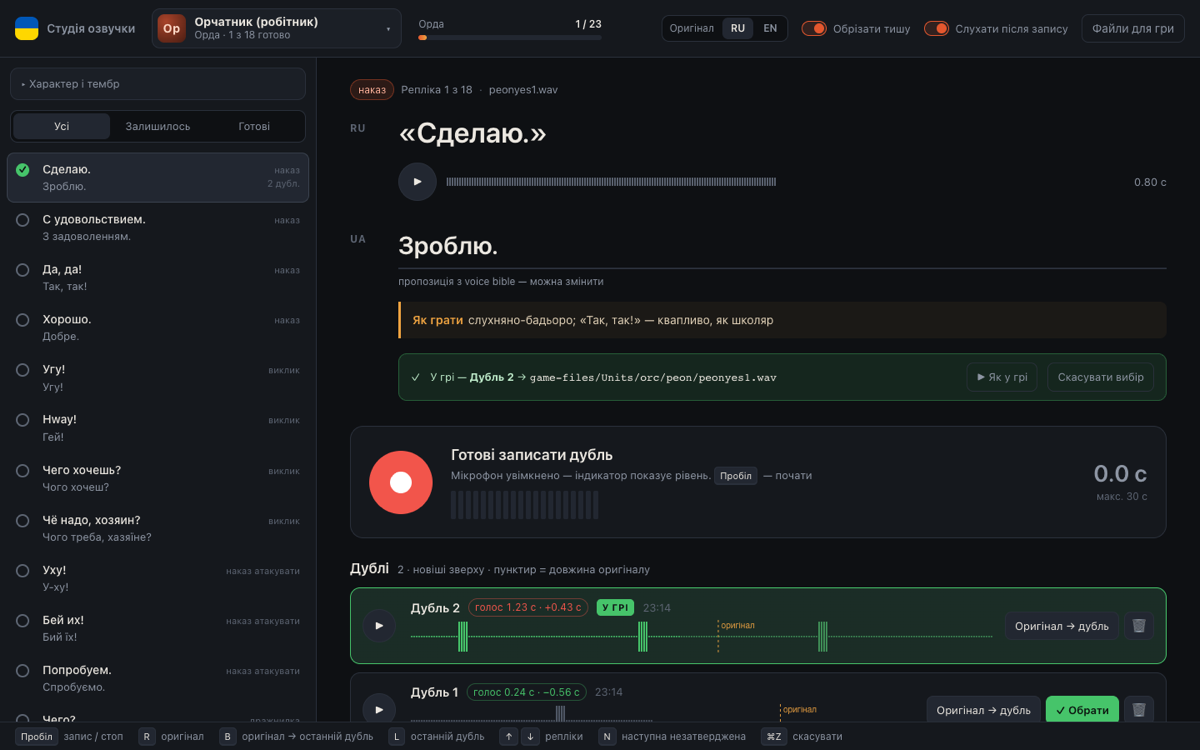 Студія озвучки
Ор
Орчатник (робітник)
Орда · 1 з 18 готово
Орда
1 / 23
Оригінал
RU
EN
Обрізати тишу
Слухати після запису
Файли для гри
Характер і тембр
Усі
Залишилось
Готові
Сделаю.
наказ
Зроблю.
2 дубл.
С удовольствием.
наказ
З задоволенням.
Да, да!
наказ
Так, так!
Хорошо.
наказ
Добре.
Угу!
виклик
Угу!
Hway!
виклик
Гей!
Чего хочешь?
виклик
Чого хочеш?
Чё надо, хозяин?
виклик
Чого треба, хазяїне?
Уху!
наказ атакувати
У-ху!
Бей их!
наказ атакувати
Бий їх!
Попробуем.
наказ атакувати
Спробуємо.
Чего?
дражнилка
наказ
Репліка 1 з 18 · peonyes1.wav
RU
«Сделаю.»
0.80 с
UA
Зроблю.
пропозиція з voice bible — можна змінити
Як грати слухняно-бадьоро; «Так, так!» — квапливо, як школяр
✓ У грі — Дубль 2 → game-files/Units/orc/peon/peonyes1.wav
▶ Як у грі
Скасувати вибір
Готові записати дубль
Мікрофон увімкнено — індикатор показує рівень. Пробіл — почати
0.0 с
макс. 30 с
Дублі 2 · новіші зверху · пунктир = довжина оригіналу
Дубль 2
голос 1.23 с · +0.43 с
У ГРІ
23:14
оригінал
Оригінал → дубль
Дубль 1
голос 0.24 с · −0.56 с
23:14
оригінал
Оригінал → дубль
✓ Обрати
Пробіл запис / стоп
R оригінал
B оригінал → останній дубль
L останній дубль
↑ ↓ репліки
N наступна незатверджена
⌘Z скасувати